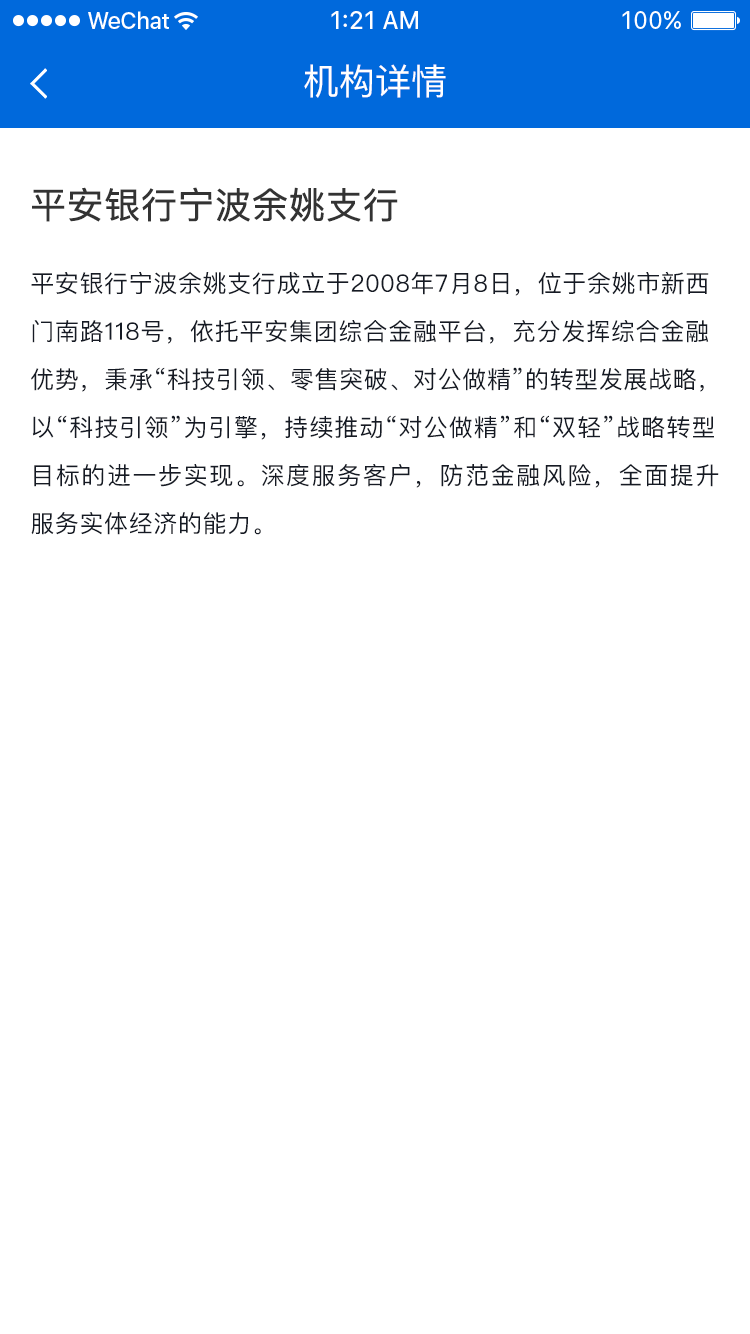 WeChat 1:21 AM 100%
机构详情
平安银行宁波余姚支行
平安银行宁波余姚支行成立于2008年7月8日，位于余姚市新西
门南路118号，依托平安集团综合金融平台，充分发挥综合金融
优势，秉承“科技引领、零售突破、对公做精”的转型发展战略，
以“科技引领”为引擎，持续推动“对公做精”和“双轻”战略转型
目标的进一步实现。深度服务客户，防范金融风险，全面提升
服务实体经济的能力。